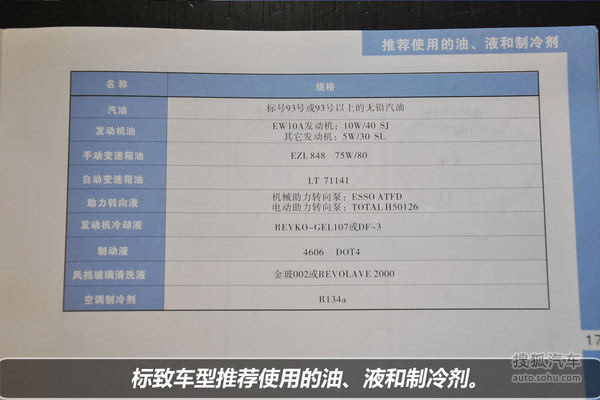 推荐使用的油、液和制冷剂
名 称 规格
汽油 标号93号或93号以上的无铅汽油
发动机油 EW10A发动机：10W/40 SJ
其它发动机：5W/30 SL
手动变速箱油 EZL 848 75W/80
自动变速箱油 LT 71141
助力转向液 机械助力转向泵：ESSO ATFD
电动助力转向泵：TOTAL H50126
发动机冷却液 REVKO-GEL107或DF-3
制动液 4606 DOT4
风挡玻璃清洗液 金玻002或REVOLAVE 2000
空调制冷剂 R134a
17
搜狐汽车
auto.sohu.com
标致车型推荐使用的油、液和制冷剂。